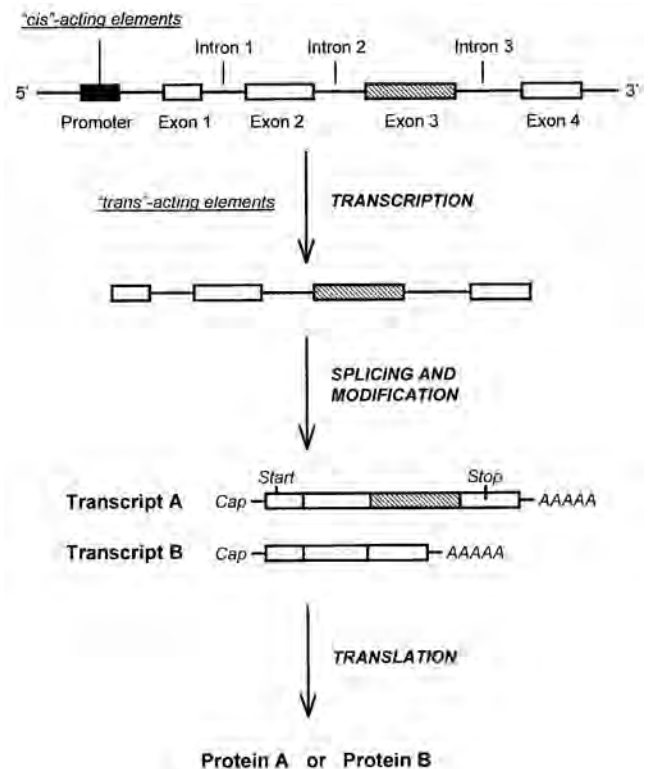 "cis"-acting elements
Intron 1 Intron 2 Intron 3
5' 3'
Promoter Exon 1 Exon 2 Exon 3 Exon 4
"trans"-acting elements TRANSCRIPTION
SPLICING AND
MODIFICATION
Start Stop
Transcript A Cap AAAAA
Transcript B Cap AAAAA
TRANSLATION
Protein A or Protein B